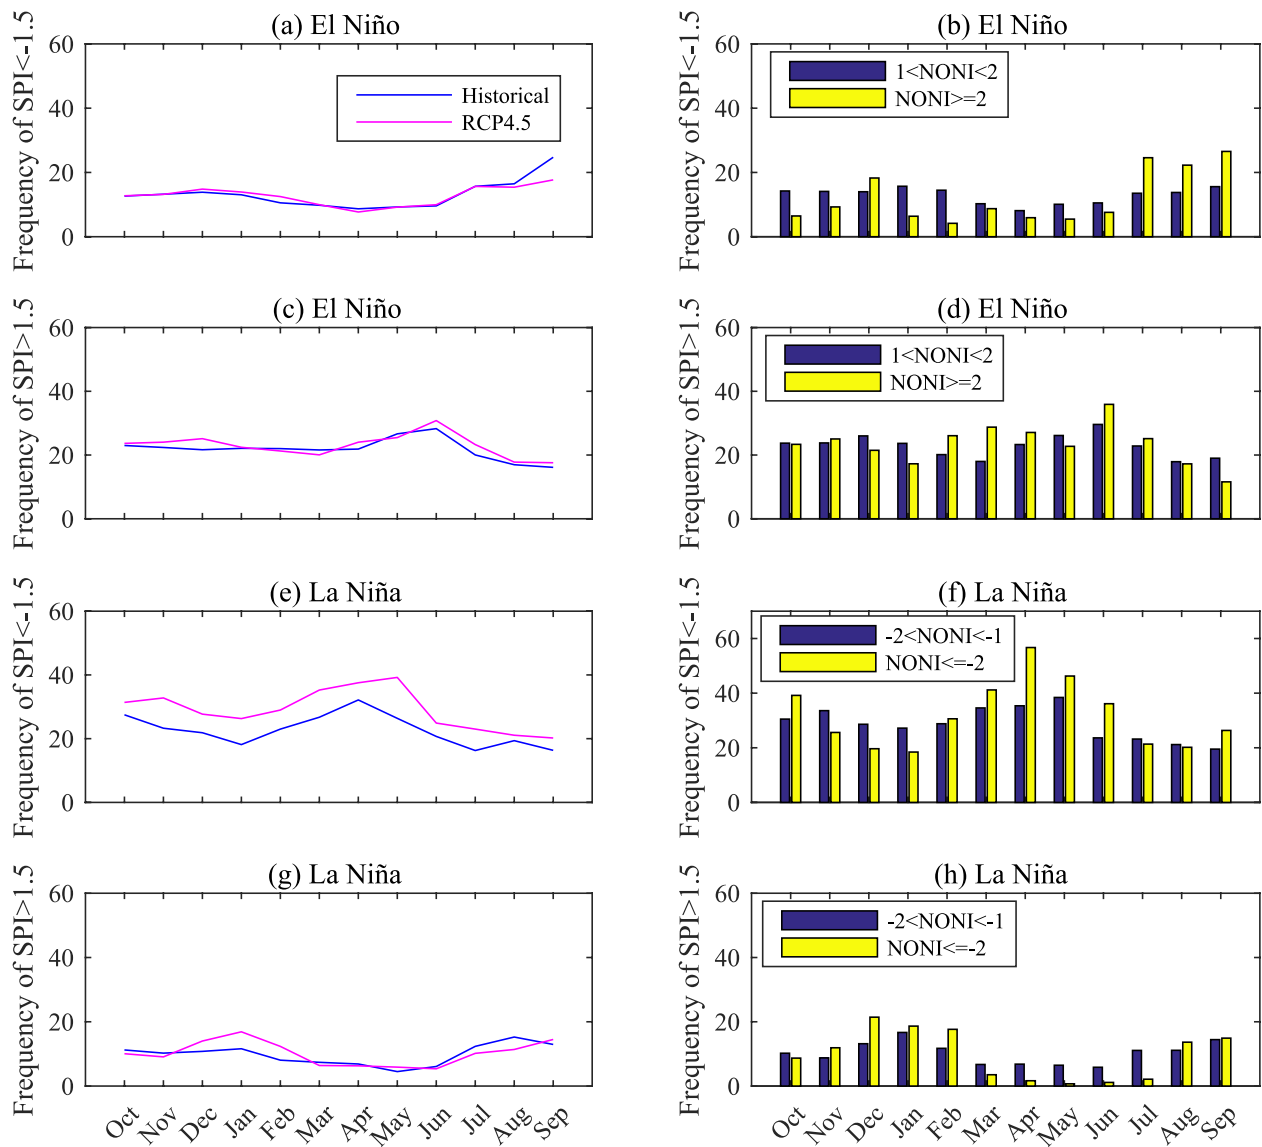 (a) El Niño
Frequency of SPI<-1.5
60
40
20
0
Historical
RCP4.5
(b) El Niño
Frequency of SPI<-1.5
60
40
20
0
1<NONI<2
NONI>=2
(c) El Niño
Frequency of SPI>1.5
60
40
20
0
(d) El Niño
Frequency of SPI>1.5
60
40
20
0
1<NONI<2
NONI>=2
(e) La Niña
Frequency of SPI<-1.5
60
40
20
0
(f) La Niña
Frequency of SPI<-1.5
60
40
20
0
-2<NONI<-1
NONI<=-2
(g) La Niña
Frequency of SPI>1.5
60
40
20
0
Oct Nov Dec Jan Feb Mar Apr May Jun Jul Aug Sep
(h) La Niña
Frequency of SPI>1.5
60
40
20
0
-2<NONI<-1
NONI<=-2
Oct Nov Dec Jan Feb Mar Apr May Jun Jul Aug Sep